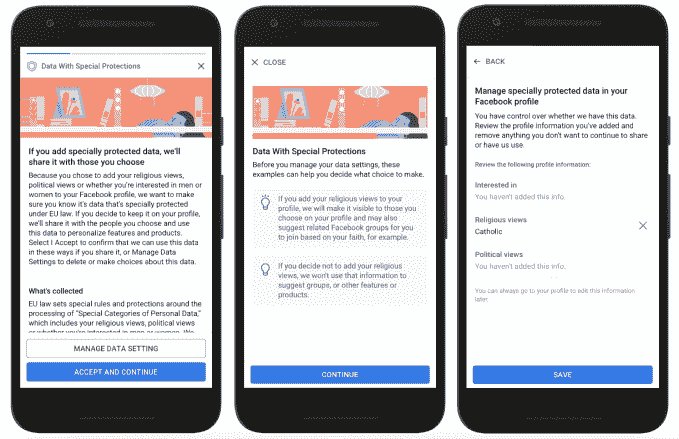 Data With Special Protections
If you add specially protected data, we'll
share it with those you choose
Because you chose to add your religious views,
political views or whether you're interested in men or
women to your Facebook profile, we want to make
sure you know it's data that's specially protected
under EU law. If you decide to keep it on your profile,
we'll share it with the people you choose and use
this data to personalize features and products.
Select I Accept to confirm that we can use this data
in these ways if you share it, or Manage Data
Settings to delete or make choices about this data.
What's collected
EU law sets special rules and protections around the
processing of "Special Categories of Personal Data,"
which includes your religious views, political views
or whether you're interested in men or women. We
MANAGE DATA SETTING
ACCEPT AND CONTINUE
CLOSE
Data With Special Protections
Before you manage your data settings, these
examples can help you decide what choice to make.
If you add your religious views to your
profile, we will make it visible to those you
choose on your profile and may also
suggest related Facebook groups for you
to join based on your faith, for example.
If you decide not to add your religious
views, we won't use that information to
suggest groups, or other features or
products.
CONTINUE
BACK
Manage specially protected data in your
Facebook profile
You have control over whether we have this data.
Review the profile information you've added and
remove anything you don't want to continue to share
or have us use.
Review the following profile information:
Interested in
You haven't added this info.
Religious views
Catholic
Political views
You haven't added this info.
You can always go to your profile to edit this information
later.
SAVE